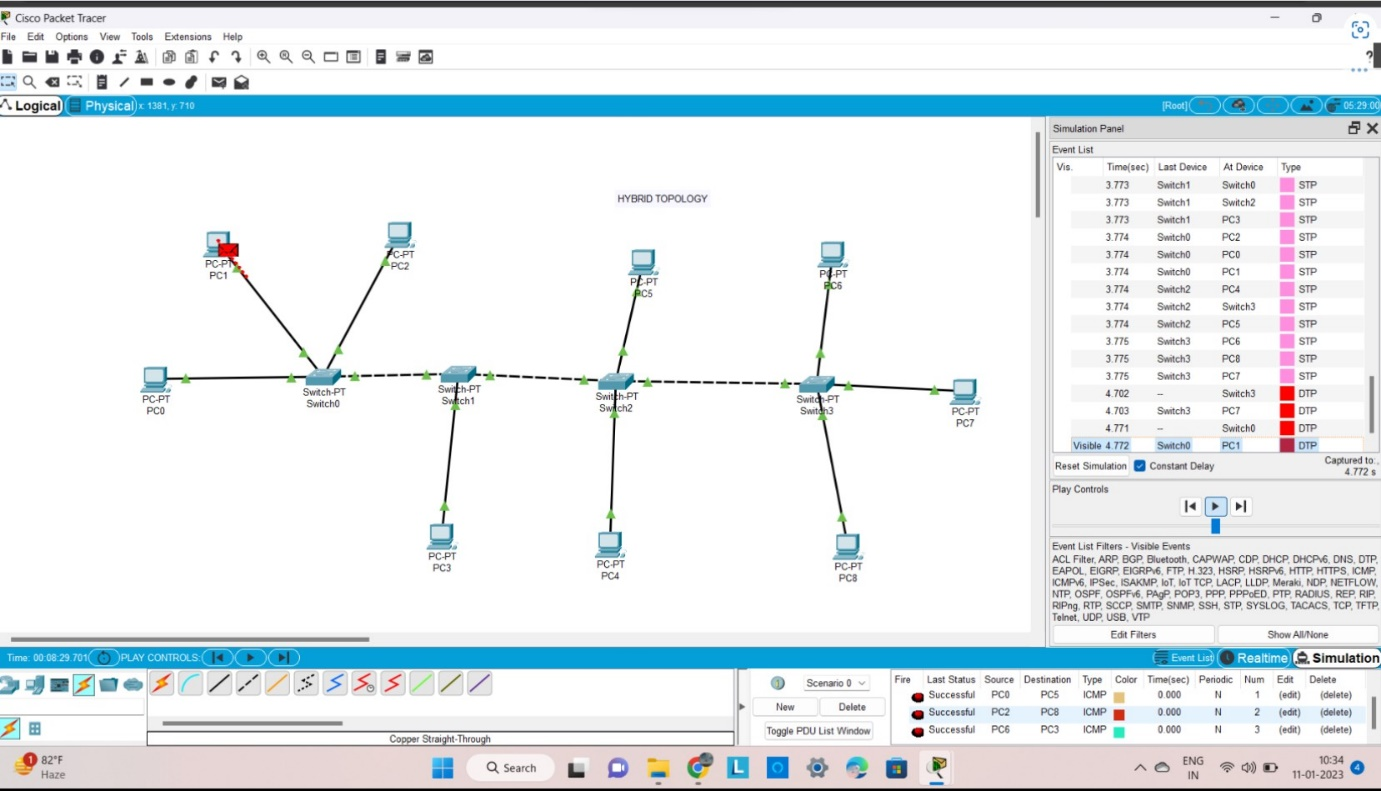 Cisco Packet Tracer
File Edit Options View Tools Extensions Help
?
Logical Physical x: 1381, y: 710 [Root] 05:29:00
HYBRID TOPOLOGY
PC-PT
PC1
PC-PT
PC2
PC-PT
PC5
PC-PT
PC6
PC-PT
PC0
Switch-PT
Switch0
Switch-PT
Switch1
Switch-PT
Switch2
Switch-PT
Switch3
PC-PT
PC7
PC-PT
PC3
PC-PT
PC4
PC-PT
PC8
Simulation Panel
Event List
Vis. Time(sec) Last Device At Device Type
3.773 Switch1 Switch0 STP
3.773 Switch1 Switch2 STP
3.773 Switch1 PC3 STP
3.774 Switch0 PC2 STP
3.774 Switch0 PC0 STP
3.774 Switch0 PC1 STP
3.774 Switch2 PC4 STP
3.774 Switch2 Switch3 STP
3.774 Switch2 PC5 STP
3.775 Switch3 PC6 STP
3.775 Switch3 PC8 STP
3.775 Switch3 PC7 STP
4.702 -- Switch3 DTP
4.703 Switch3 PC7 DTP
4.771 -- Switch0 DTP
Visible 4.772 Switch0 PC1 DTP
Reset Simulation Constant Delay Captured to:
4.772 s
Play Controls
Event List Filters - Visible Events
ACL Filter, ARP, BGP, Bluetooth, CAPWAP, CDP, DHCP, DHCPv6, DNS, DTP,
EAPOL, EIGRP, EIGRPv6, FTP, H.323, HSRP, HSRPv6, HTTP, HTTPS, ICMP,
ICMPv6, IPSec, ISAKMP, IoT, IoT TCP, LACP, LLDP, Meraki, NDP, NETFLOW,
NTP, OSPF, OSPFv6, PAgP, POP3, PPP, PPPoED, PTP, RADIUS, REP, RIP,
RIPng, RTP, SCCP, SMTP, SNMP, SSH, STP, SYSLOG, TACACS, TCP, TFTP,
Telnet, UDP, USB, VTP
Edit Filters Show All/None
Time: 00:08:29.701 PLAY CONTROLS: Event List Realtime Simulation
Scenario 0
New Delete
Toggle PDU List Window
Fire Last Status Source Destination Type Color Time(sec) Periodic Num Edit Delete
Successful PC0 PC5 ICMP 0.000 N 1 (edit) (delete)
Successful PC2 PC8 ICMP 0.000 N 2 (edit) (delete)
Successful PC6 PC3 ICMP 0.000 N 3 (edit) (delete)
Copper Straight-Through
1 82°F
Haze
Search
L
ENG
IN
10:34
11-01-2023
4